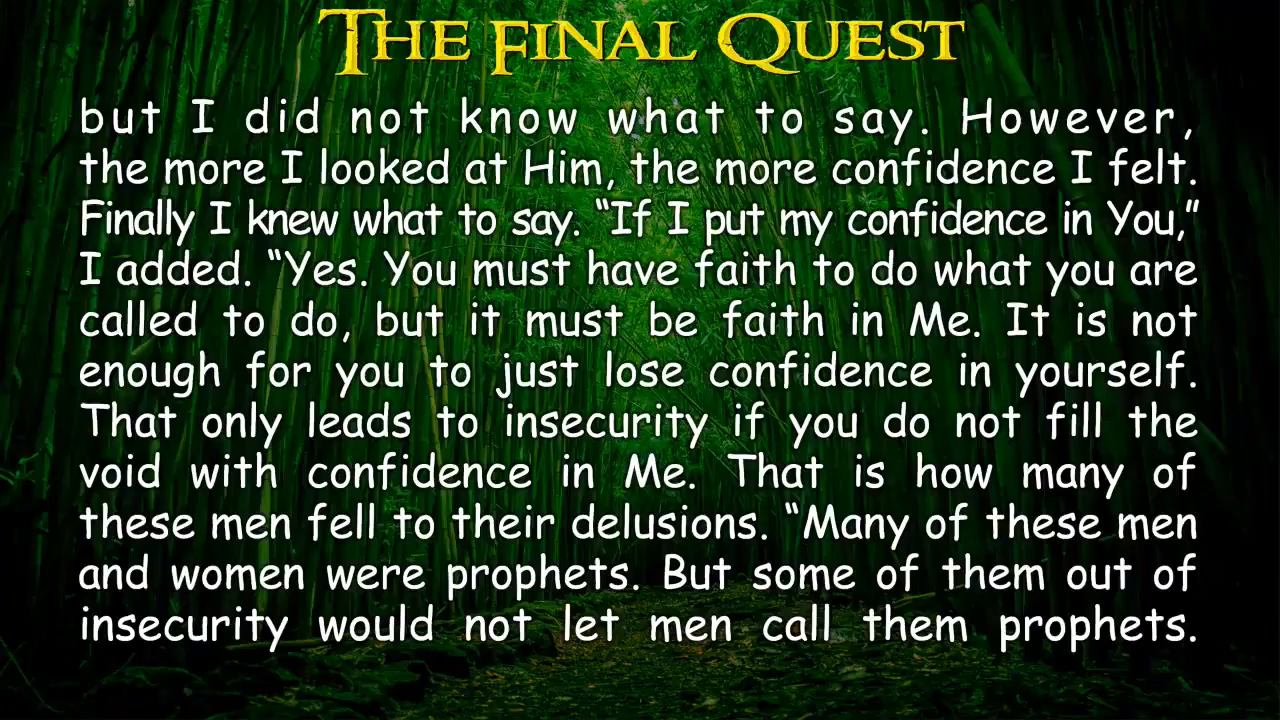 The Final Quest
but I did not know what to say. However,
the more I looked at Him, the more confidence I felt.
Finally I knew what to say. “If I put my confidence in You,”
I added. “Yes. You must have faith to do what you are
called to do, but it must be faith in Me. It is not
enough for you to just lose confidence in yourself.
That only leads to insecurity if you do not fill the
void with confidence in Me. That is how many of
these men fell to their delusions. “Many of these men
and women were prophets. But some of them out of
insecurity would not let men call them prophets.